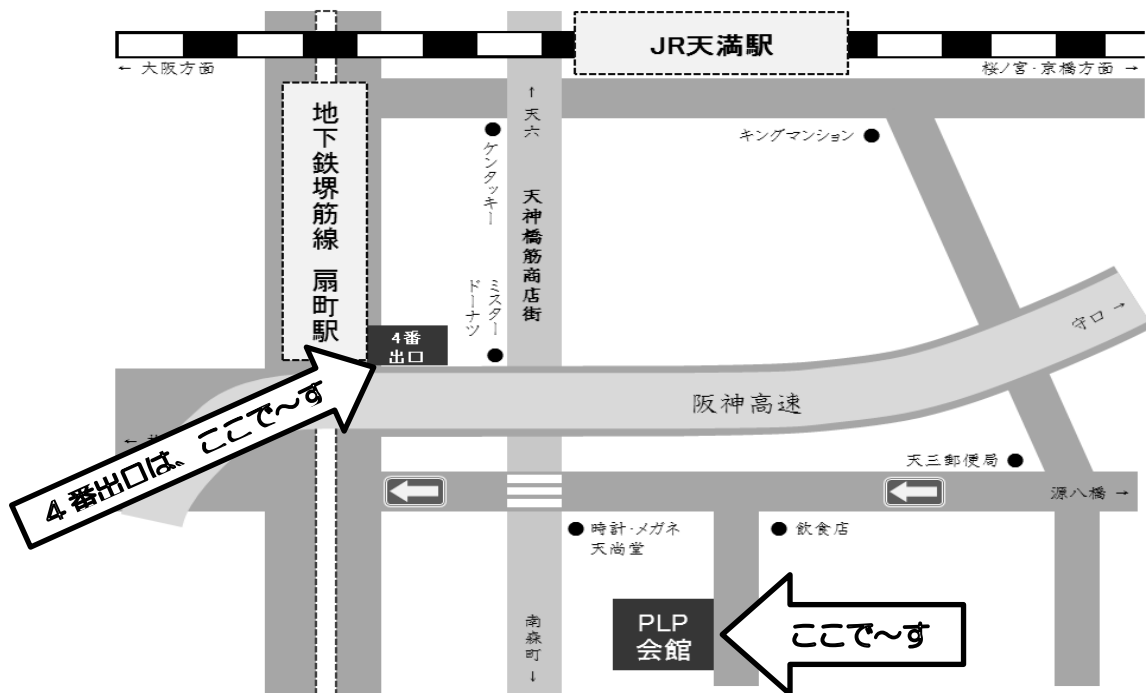 JR天満駅
← 大阪方面
桜ノ宮・京橋方面 →
地下鉄堺筋線 扇町駅
↑
天六
ケンタッキー
天神橋筋商店街
キングマンション
ミスター
ドーナツ
4番
出口
守口 →
阪神高速
4番出口は、ここで〜す
天三郵便局
源八橋 →
時計・メガネ
天尚堂
飲食店
PLP
会館
ここで〜す
南森町
↓